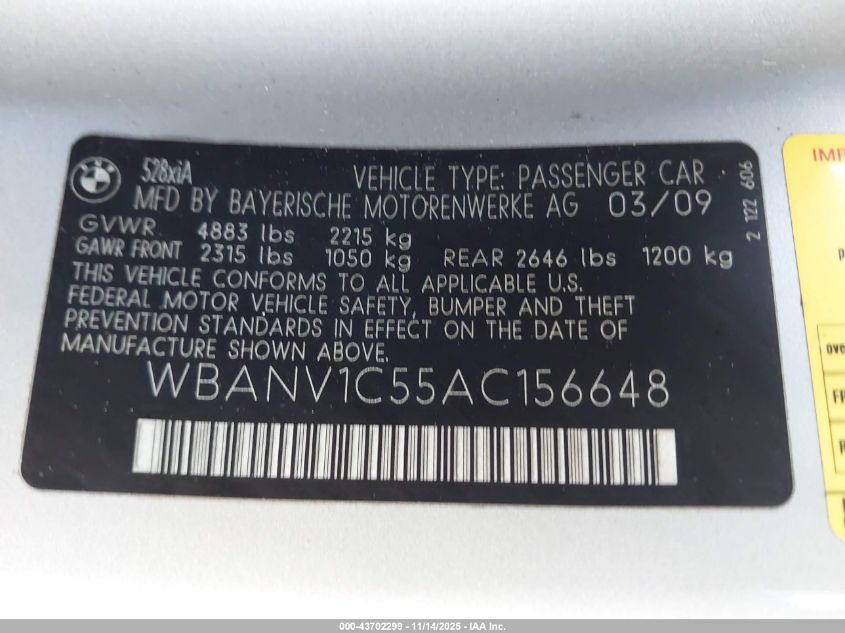 528xiA
VEHICLE TYPE: PASSENGER CAR
MFD BY BAYERISCHE MOTORENWERKE AG 03/09
GVWR 4883 lbs 2215 kg
GAWR FRONT 2315 lbs 1050 kg REAR 2646 lbs 1200 kg
THIS VEHICLE CONFORMS TO ALL APPLICABLE U.S.
FEDERAL MOTOR VEHICLE SAFETY, BUMPER AND THEFT
PREVENTION STANDARDS IN EFFECT ON THE DATE OF
MANUFACTURE SHOWN ABOVE.
WBANV1C55AC156648
2 122 606
000-43702299 - 11/14/2025 - IAA Inc.